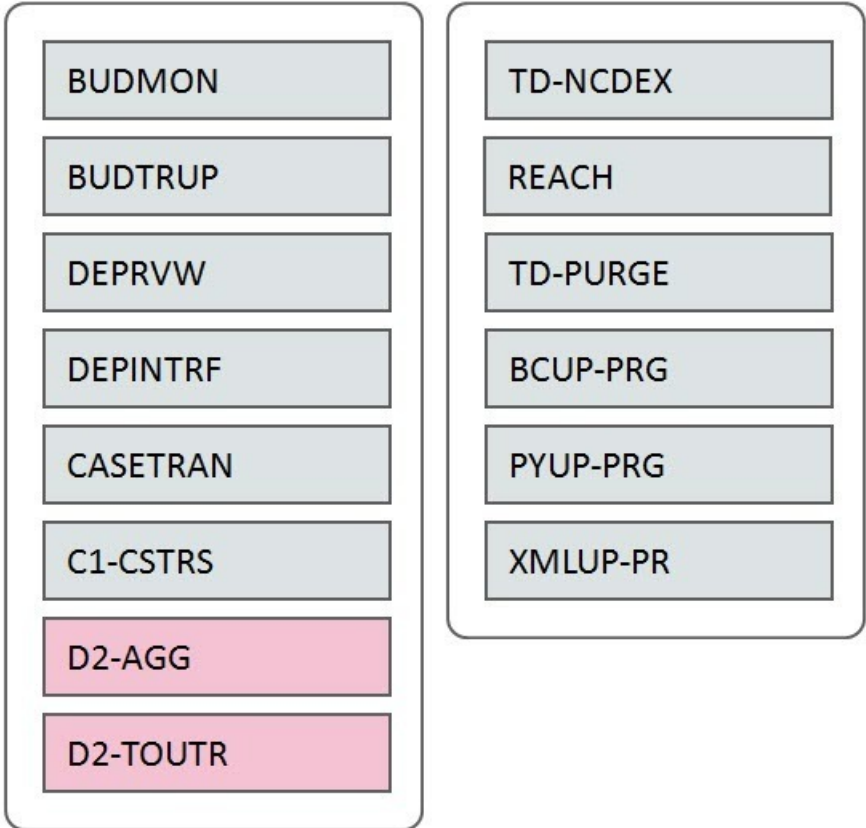 BUDMON
BUDTRUP
DEPRVW
DEPINTRF
CASETRAN
C1-CSTRS
D2-AGG
D2-TOUTR
TD-NCDEX
REACH
TD-PURGE
BCUP-PRG
PYUP-PRG
XMLUP-PR